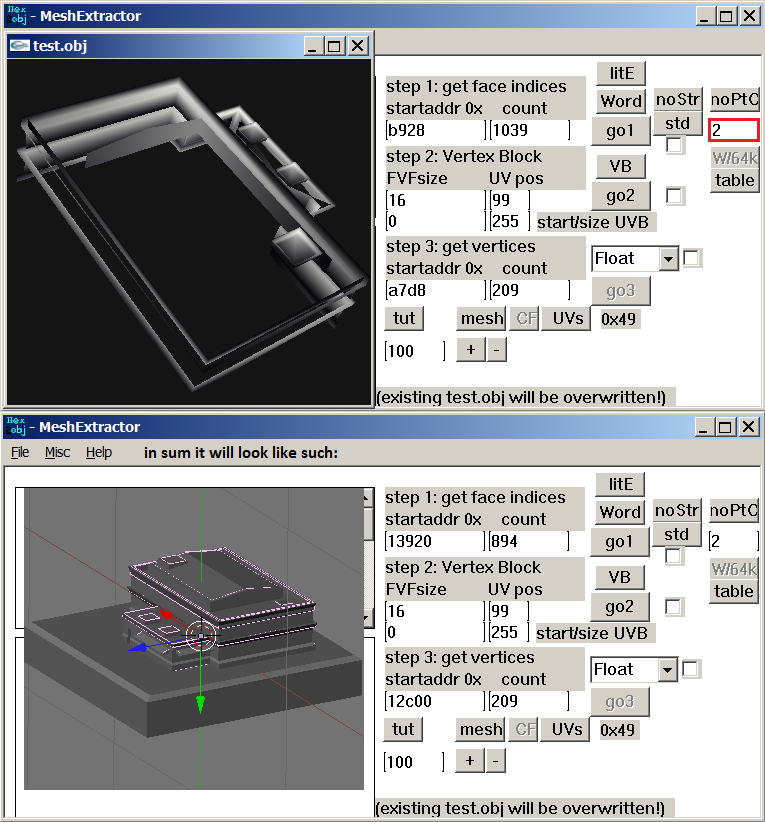 Hex
obj - MeshExtractor
test.obj
step 1: get face indices
startaddr 0x count
b928 1039
litE
Word
go1
noStr
std
noPtC
2
W/64k
table
step 2: Vertex Block
FVFsize UV pos
16 99
0 255 start/size UVB
VB
go2
step 3: get vertices
startaddr 0x count
a7d8 209
Float
go3
tut mesh CF UVs 0x49
100 + -
(existing test.obj will be overwritten!)
Hex
obj - MeshExtractor
File Misc Help in sum it will look like such:
step 1: get face indices
startaddr 0x count
13920 894
litE
Word
go1
noStr
std
noPtC
2
W/64k
table
step 2: Vertex Block
FVFsize UV pos
16 99
0 255 start/size UVB
VB
go2
step 3: get vertices
startaddr 0x count
12c00 209
Float
go3
tut mesh CF UVs 0x49
100 + -
(existing test.obj will be overwritten!)